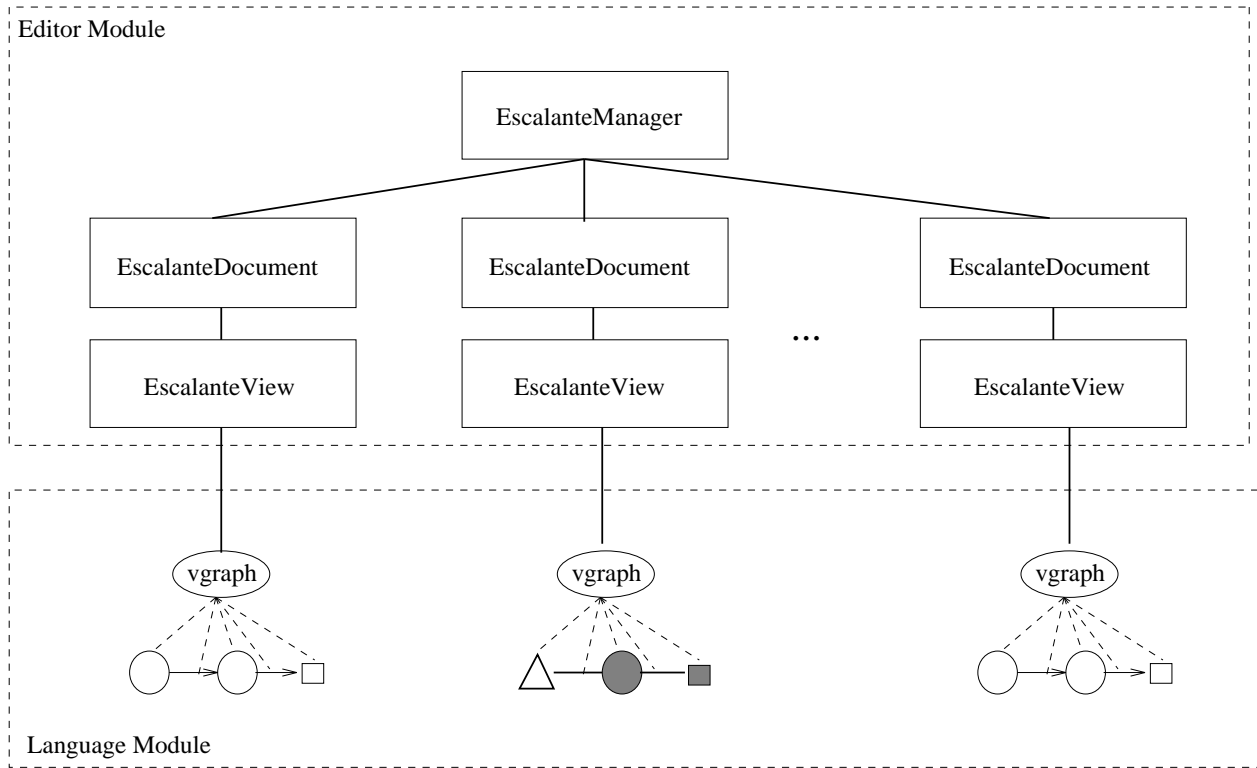 Editor Module
EscalanteManager
EscalanteDocument
EscalanteDocument
EscalanteDocument
...
EscalanteView
EscalanteView
EscalanteView
vgraph
vgraph
vgraph
Language Module